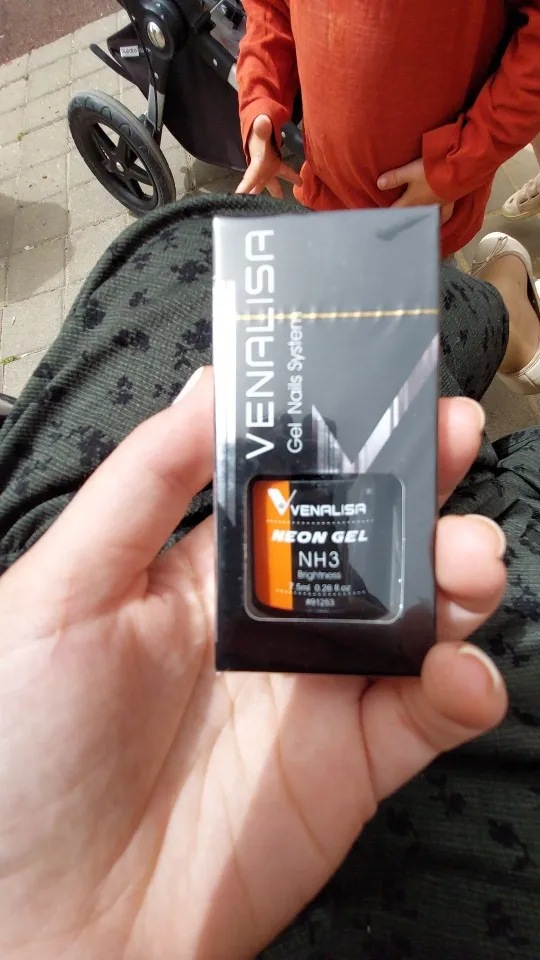 VENALISA
Gel Nails System
VENALISA
NEON GEL
NH3
Brightness
7.5ml 0.26 fl oz
#91253